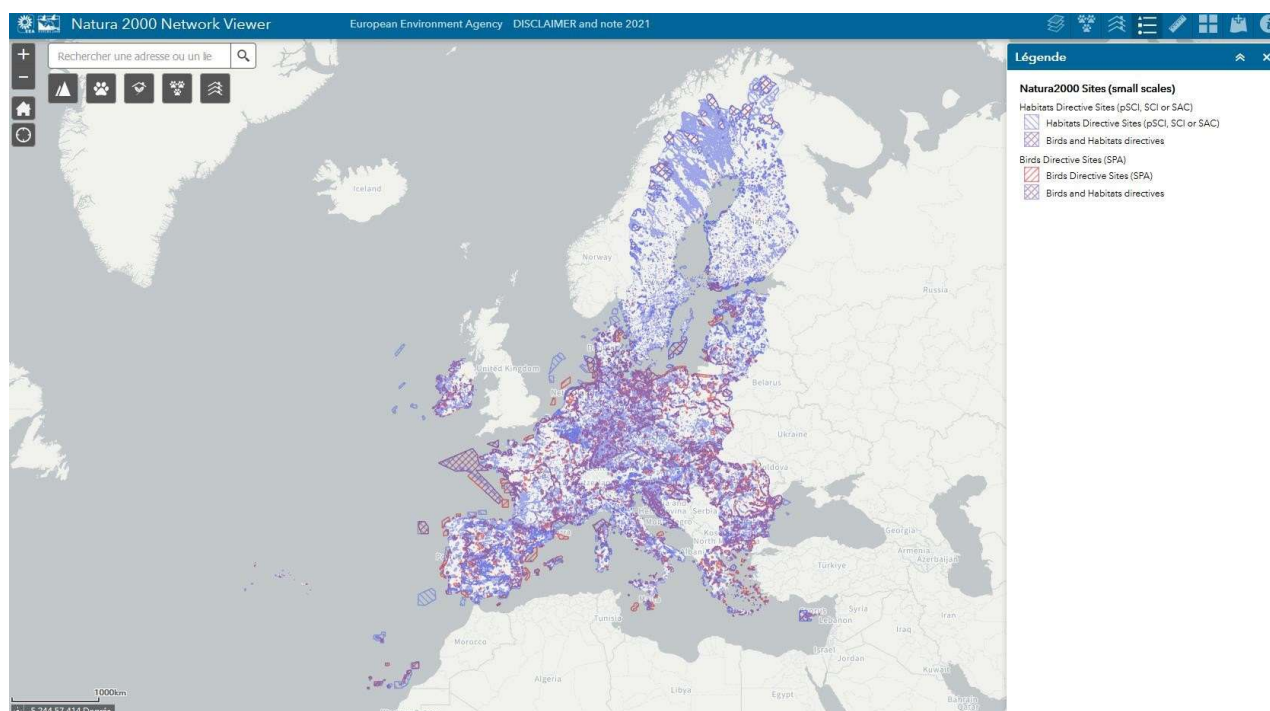 Natura 2000 Network Viewer
European Environment Agency DISCLAIMER and note 2021
Rechercher une adresse ou un lie
Légende
Natura2000 Sites (small scales)
Habitats Directive Sites (pSCI, SCI or SAC)
Habitats Directive Sites (pSCI, SCI or SAC)
Birds and Habitats directives
Birds Directive Sites (SPA)
Birds Directive Sites (SPA)
Birds and Habitats directives
Iceland
Norway
Russia
United Kingdom
Belarus
Ukraine
Moldova
Serbia
Georgia
Armenia
Azerbaijan
Türkiye
Syria
Lebanon
Iraq
Iran
Tunisia
Israel
Jordan
Morocco
Kuwait
Algeria
Libya
Egypt
Bahrain
Qatar
1000km